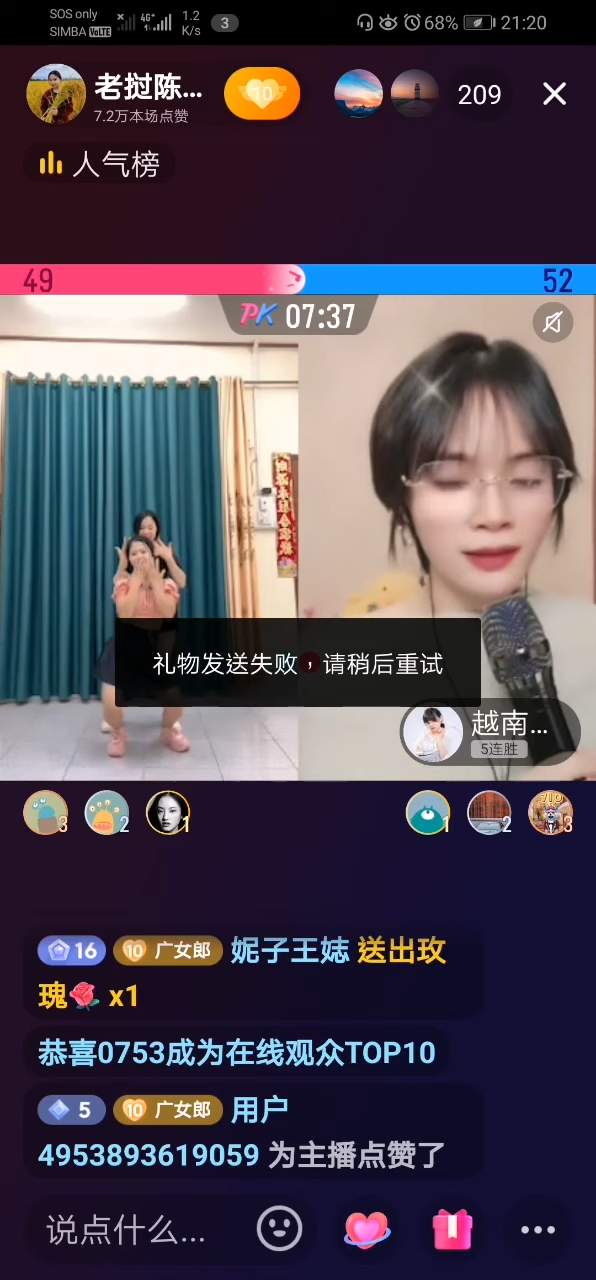 SOS only
SIMBA VoLTE
4G+
1.2
K/s
3
68%
21:20
老挝陈...
7.2万本场点赞
10
209
人气榜
49
52
PK 07:37
礼物发送失败，请稍后重试
越南...
5连胜
3
2
1
1
2
3
16 10 广女郎 妮子王娡 送出玫
瑰🌹 x1
恭喜0753成为在线观众TOP10
5 10 广女郎 用户
4953893619059 为主播点赞了
说点什么...